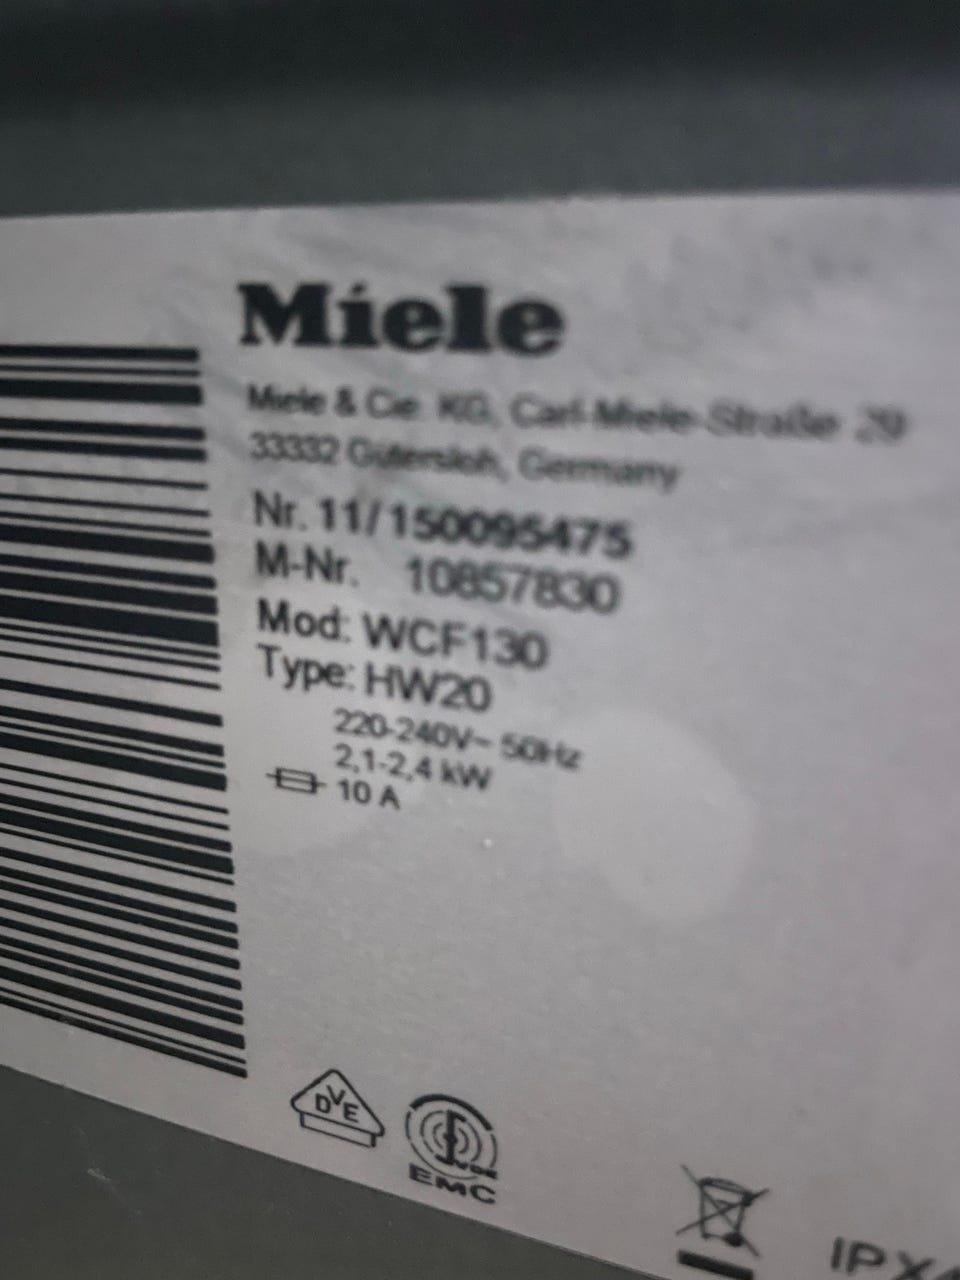 Miele
Miele & Cie. KG, Carl-Miele-Straße 29
33332 Gütersloh, Germany
Nr. 11/150095475
M-Nr. 10857830
Mod: WCF130
Type: HW20
220-240V~ 50Hz
2,1-2,4 kW
10 A
DVE
EMC